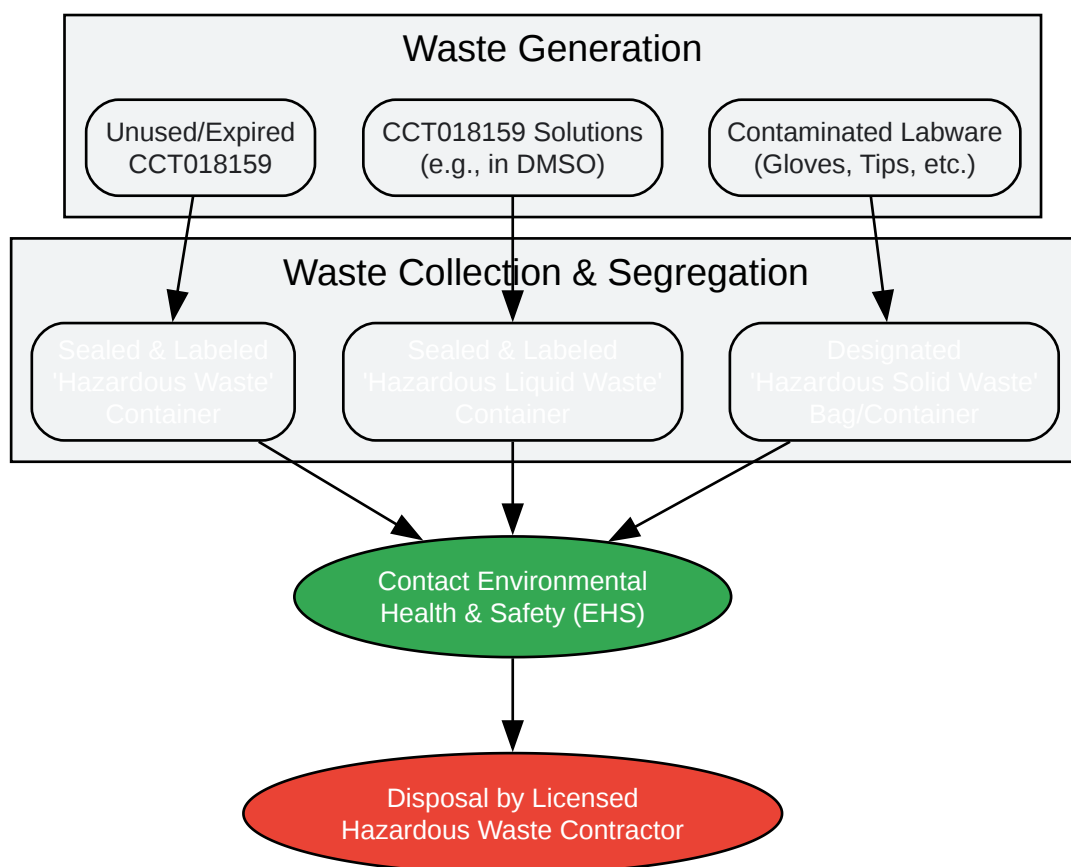 Waste Generation
Unused/Expired
CCT018159
CCT018159 Solutions
(e.g., in DMSO)
Contaminated Labware
(Gloves, Tips, etc.)
Waste Collection & Segregation
Sealed & Labeled
'Hazardous Waste'
Container
Sealed & Labeled
'Hazardous Liquid Waste'
Container
Designated
'Hazardous Solid Waste'
Bag/Container
Contact Environmental
Health & Safety (EHS)
Disposal by Licensed
Hazardous Waste Contractor